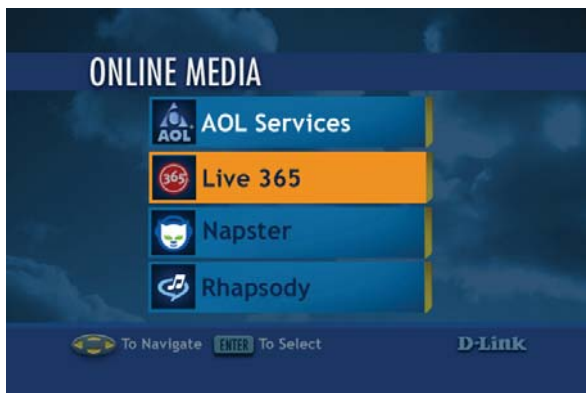 ONLINE MEDIA
AOL
AOL Services
365
Live 365
Napster
Rhapsody
To Navigate ENTER To Select
D-Link